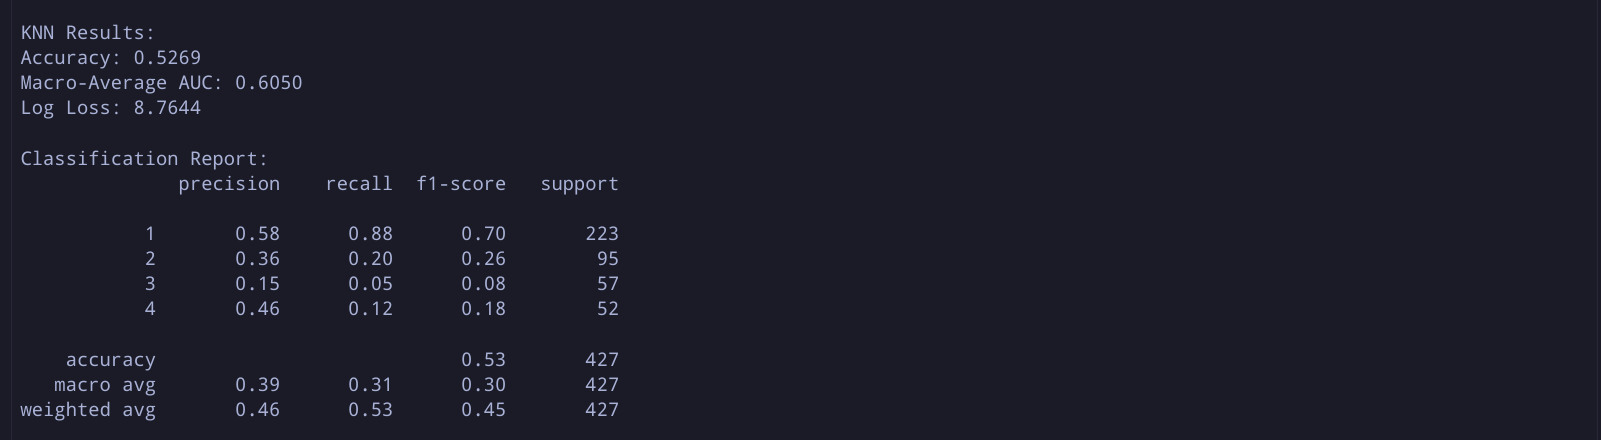 KNN Results:
Accuracy: 0.5269
Macro-Average AUC: 0.6050
Log Loss: 8.7644
Classification Report:
precision recall f1-score support
1 0.58 0.88 0.70 223
2 0.36 0.20 0.26 95
3 0.15 0.05 0.08 57
4 0.46 0.12 0.18 52
accuracy 0.53 427
macro avg 0.39 0.31 0.30 427
weighted avg 0.46 0.53 0.45 427